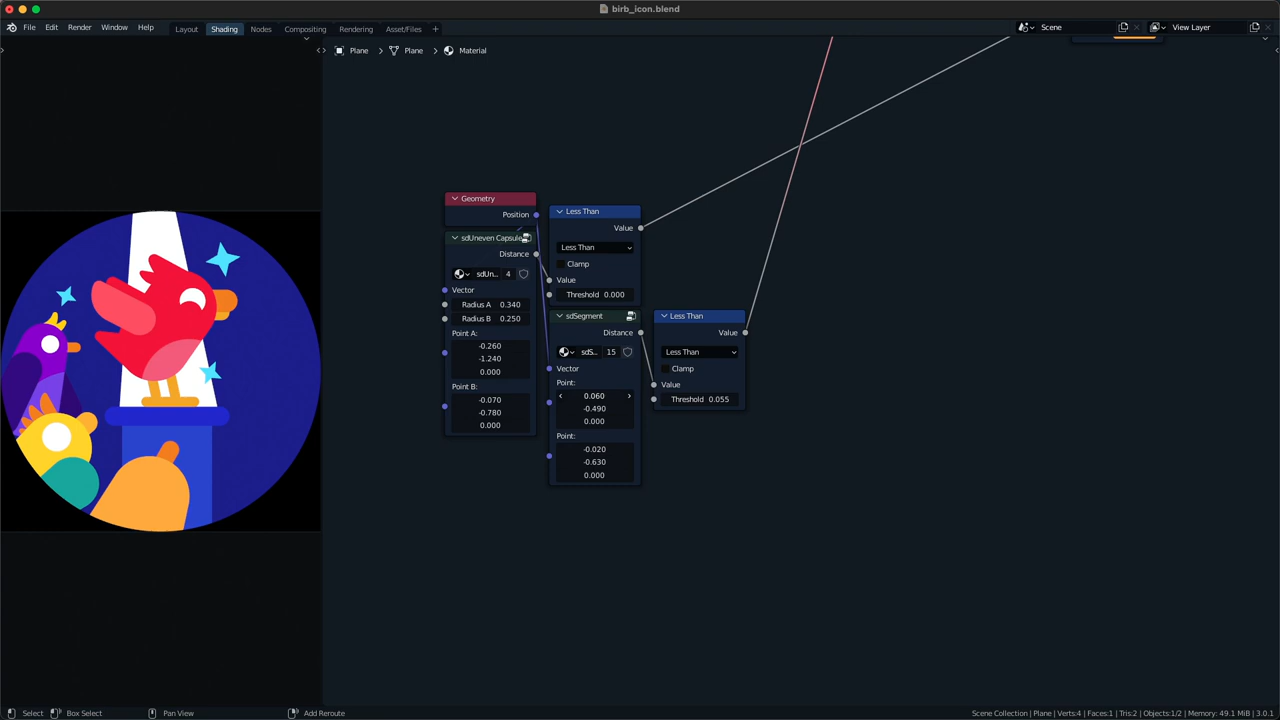 birb_icon.blend
File Edit Render Window Help Layout Shading Nodes Compositing Rendering Asset/Files + Scene View Layer
Plane > Plane > Material
Geometry
Position
sdUneven Capsule
Distance
sdUn... 4
Vector
Radius A 0.340
Radius B 0.250
Point A:
-0.260
-1.240
0.000
Point B:
-0.070
-0.780
0.000
Less Than
Value
Less Than
Clamp
Value
Threshold 0.000
sdSegment
Distance
sdS... 15
Vector
Point:
0.060
-0.490
0.000
Point:
-0.020
-0.630
0.000
Less Than
Value
Less Than
Clamp
Value
Threshold 0.055
Select Box Select Pan View Add Reroute Scene Collection | Plane | Verts:4 | Faces:1 | Tris:2 | Objects:1/2 | Memory: 49.1 MiB | 3.0.1